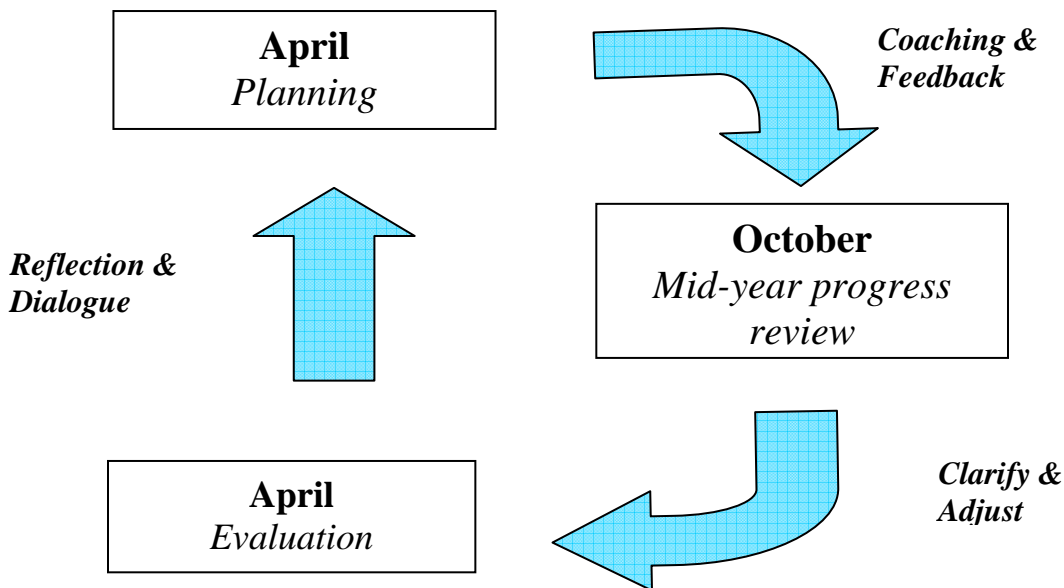 April
Planning
Coaching &
Feedback
October
Mid-year progress
review
Clarify &
Adjust
April
Evaluation
Reflection &
Dialogue